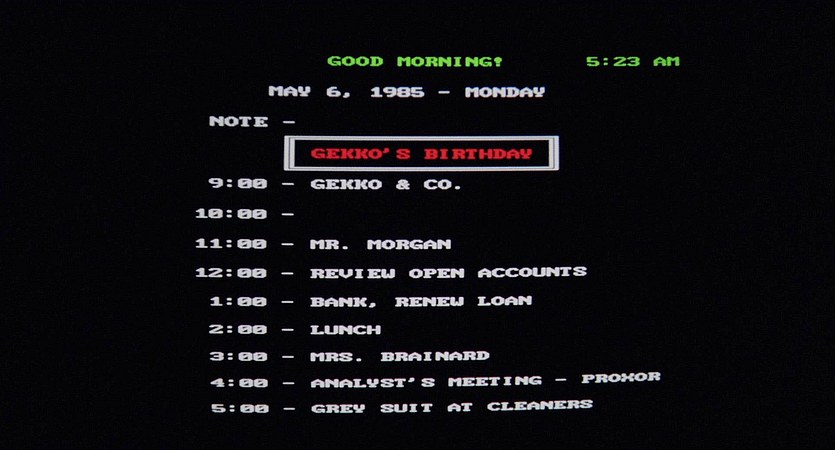 GOOD MORNING! 5:23 AM
MAY 6, 1985 - MONDAY
NOTE -
GEKKO'S BIRTHDAY
9:00 - GEKKO & CO.
10:00 -
11:00 - MR. MORGAN
12:00 - REVIEW OPEN ACCOUNTS
1:00 - BANK, RENEW LOAN
2:00 - LUNCH
3:00 - MRS. BRAINARD
4:00 - ANALYST'S MEETING - PROXOR
5:00 - GREY SUIT AT CLEANERS